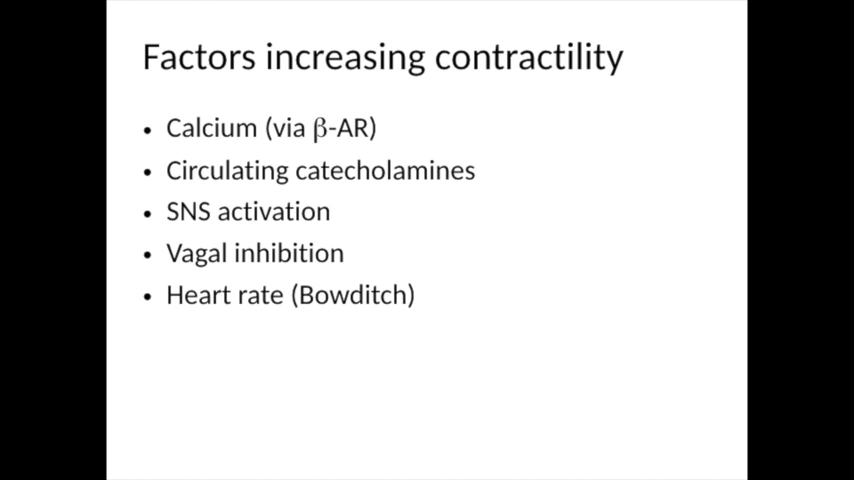 Factors increasing contractility
• Calcium (via β-AR)
• Circulating catecholamines
• SNS activation
• Vagal inhibition
• Heart rate (Bowditch)